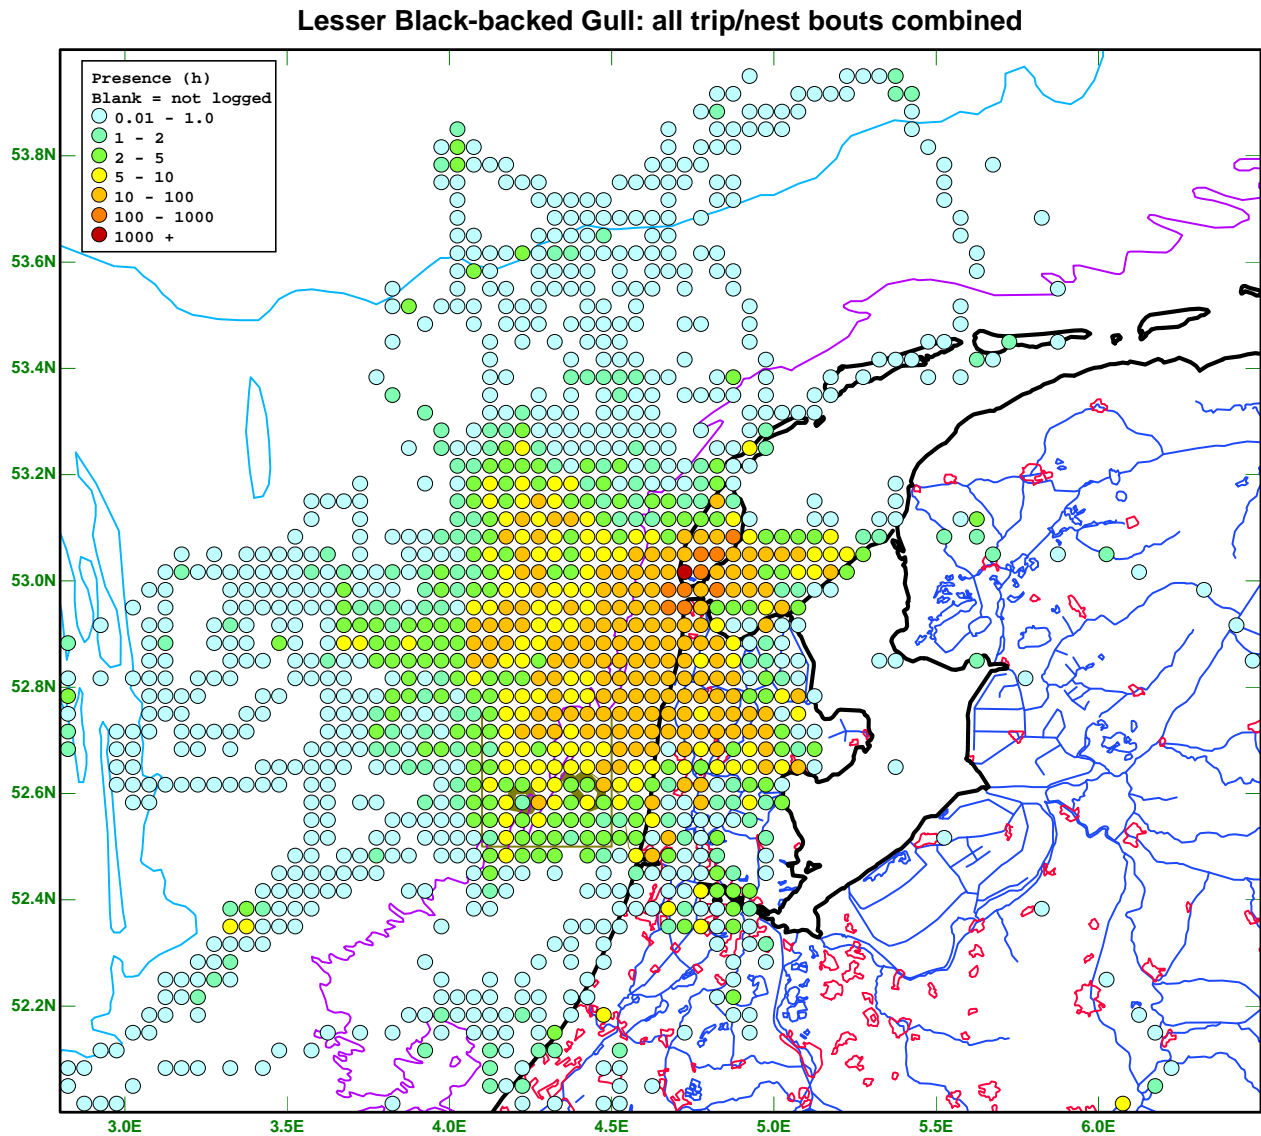 Lesser Black-backed Gull: all trip/nest bouts combined
Presence (h)
Blank = not logged
0.01 - 1.0
1 - 2
2 - 5
5 - 10
10 - 100
100 - 1000
1000 +
53.8N
53.6N
53.4N
53.2N
53.0N
52.8N
52.6N
52.4N
52.2N
3.0E
3.5E
4.0E
4.5E
5.0E
5.5E
6.0E